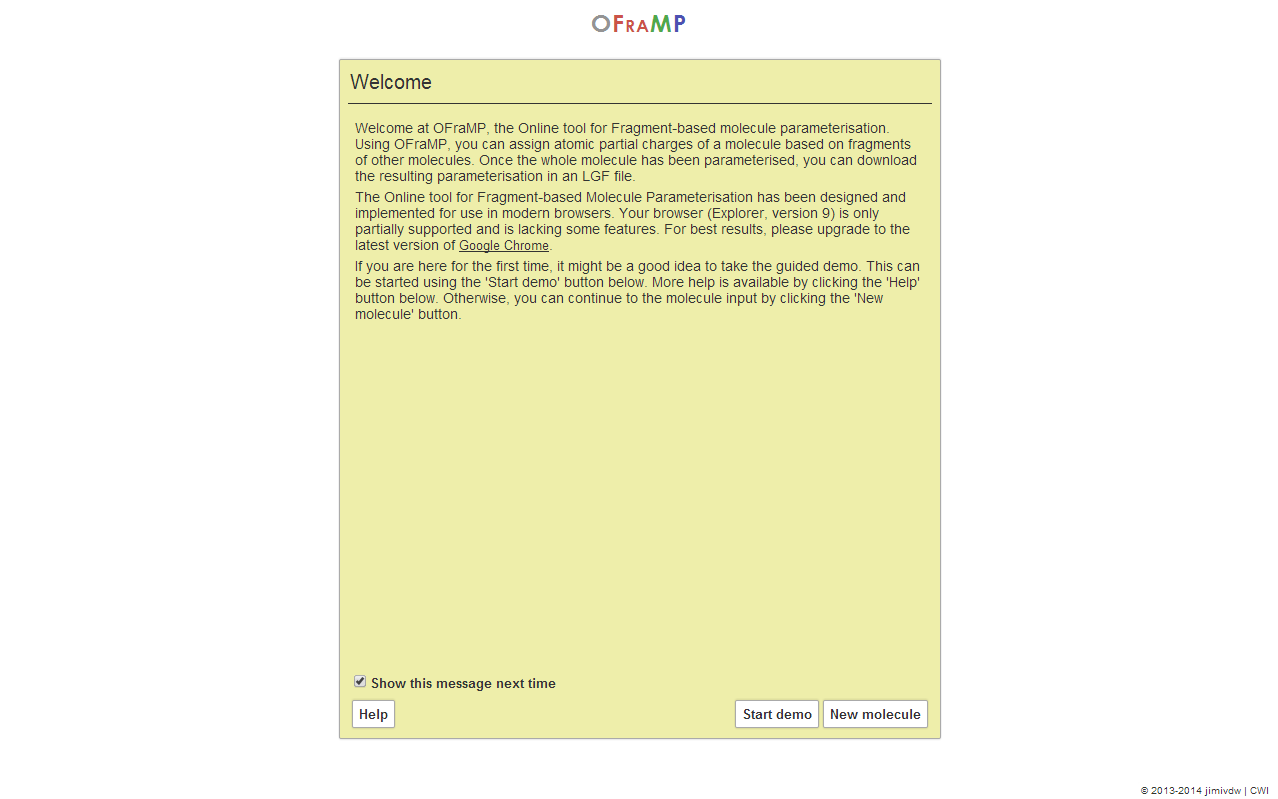 OFRAMP
Welcome
Welcome at OFraMP, the Online tool for Fragment-based molecule parameterisation.
Using OFraMP, you can assign atomic partial charges of a molecule based on fragments
of other molecules. Once the whole molecule has been parameterised, you can download
the resulting parameterisation in an LGF file.
The Online tool for Fragment-based Molecule Parameterisation has been designed and
implemented for use in modern browsers. Your browser (Explorer, version 9) is only
partially supported and is lacking some features. For best results, please upgrade to the
latest version of Google Chrome.
If you are here for the first time, it might be a good idea to take the guided demo. This can
be started using the 'Start demo' button below. More help is available by clicking the 'Help'
button below. Otherwise, you can continue to the molecule input by clicking the 'New
molecule' button.
Show this message next time
Help Start demo New molecule
© 2013-2014 jimivdw | CWI